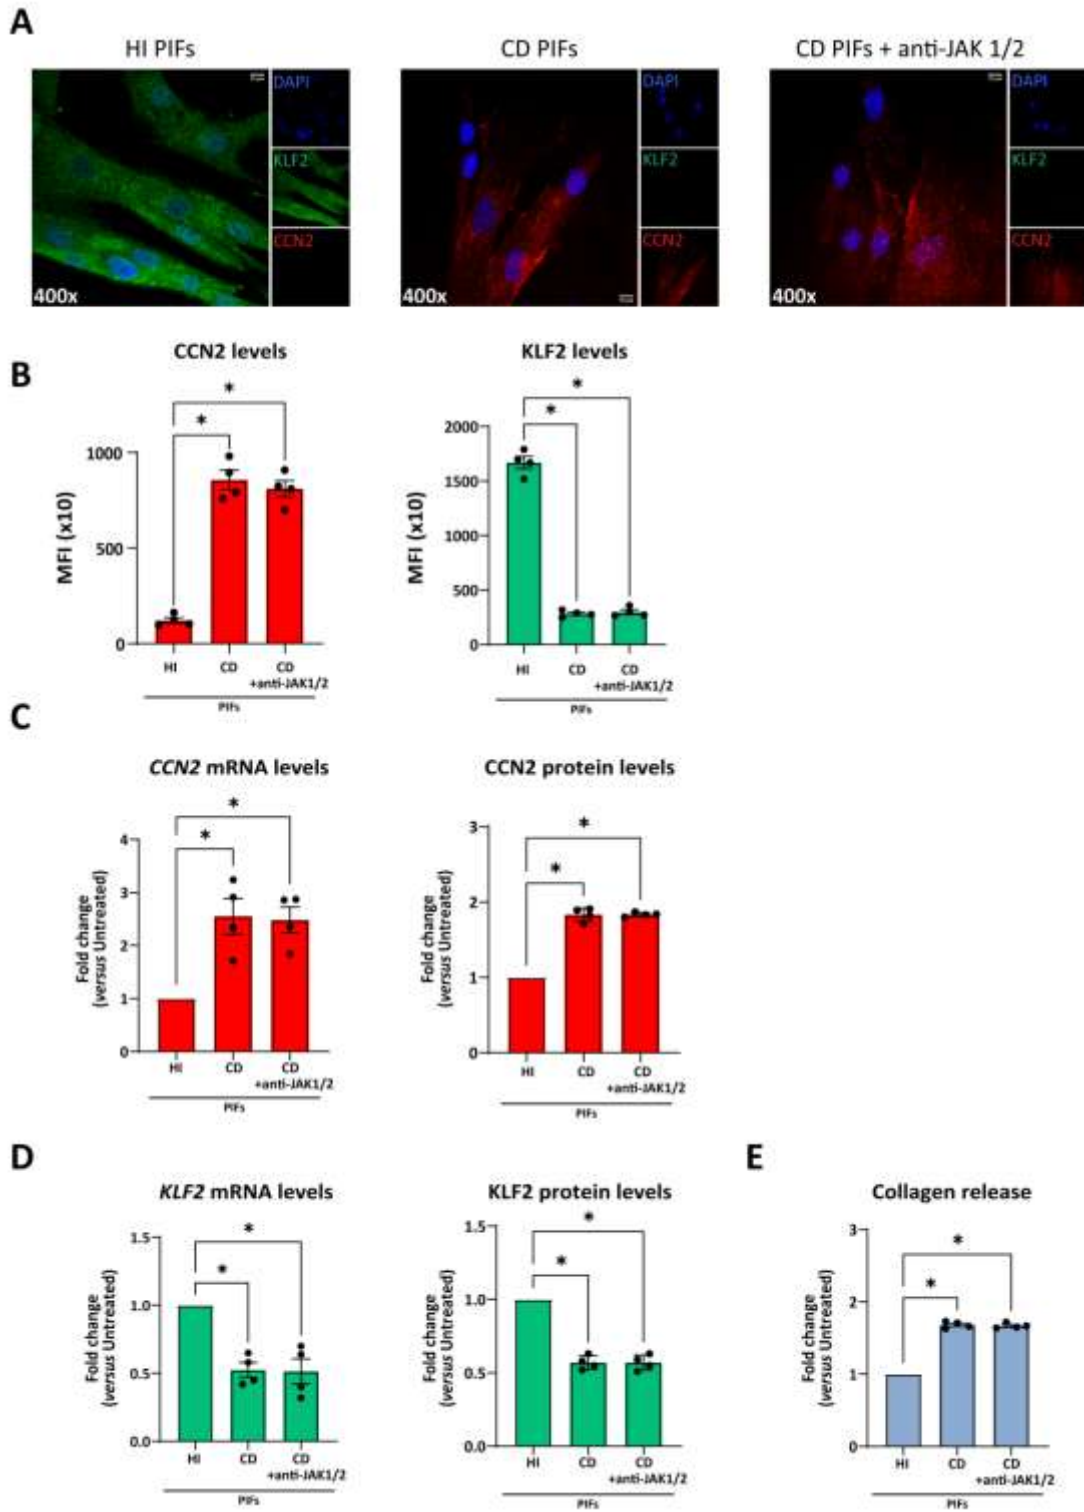 A
HI PIFs
CD PIFs
CD PIFs + anti-JAK 1/2
DAPI
KLF2
CCN2
400x
DAPI
KLF2
CCN2
400x
DAPI
KLF2
CCN2
400x
B
CCN2 levels
MFI (x10)
1000
500
0
*
*
HI
CD
CD
+anti-JAK1/2
PIFs
KLF2 levels
MFI (x10)
2000
1500
1000
500
0
*
*
HI
CD
CD
+anti-JAK1/2
PIFs
C
CCN2 mRNA levels
Fold change
(versus Untreated)
4
3
2
1
0
*
*
HI
CD
CD
+anti-JAK1/2
PIFs
CCN2 protein levels
Fold change
(versus Untreated)
3
2
1
0
*
*
HI
CD
CD
+anti-JAK1/2
PIFs
D
KLF2 mRNA levels
Fold change
(versus Untreated)
1.5
1.0
0.5
0.0
*
*
HI
CD
CD
+anti-JAK1/2
PIFs
KLF2 protein levels
Fold change
(versus Untreated)
1.5
1.0
0.5
0.0
*
*
HI
CD
CD
+anti-JAK1/2
PIFs
E
Collagen release
Fold change
(versus Untreated)
3
2
1
0
*
*
HI
CD
CD
+anti-JAK1/2
PIFs